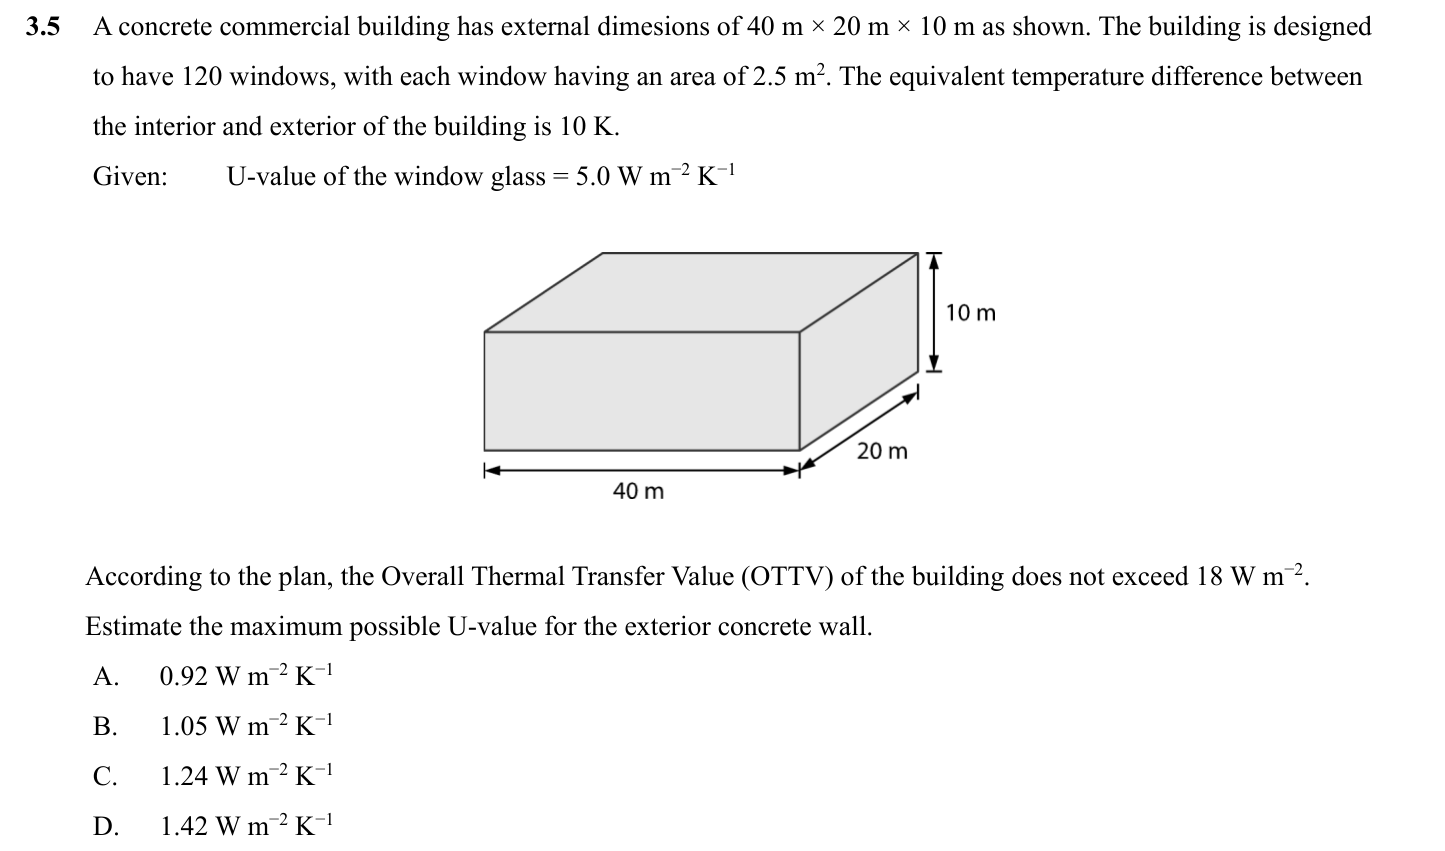 3.5 A concrete commercial building has external dimesions of 40 m × 20 m × 10 m as shown. The building is designed
to have 120 windows, with each window having an area of 2.5 m². The equivalent temperature difference between
the interior and exterior of the building is 10 K.
Given: U-value of the window glass = 5.0 W m⁻² K⁻¹
10 m
20 m
40 m
According to the plan, the Overall Thermal Transfer Value (OTTV) of the building does not exceed 18 W m⁻².
Estimate the maximum possible U-value for the exterior concrete wall.
A. 0.92 W m⁻² K⁻¹
B. 1.05 W m⁻² K⁻¹
C. 1.24 W m⁻² K⁻¹
D. 1.42 W m⁻² K⁻¹